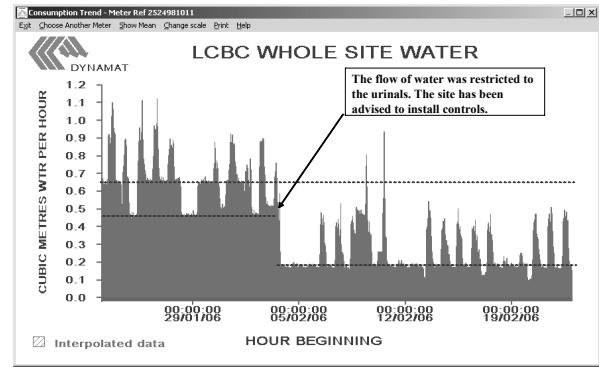 Consumption Trend - Meter Ref 2524981011
Exit Choose Another Meter Show Mean Change scale Print Help
DYNAMAT
LCBC WHOLE SITE WATER
The flow of water was restricted to
the urinals. The site has been
advised to install controls.
CUBIC METRES WTR PER HOUR
1.2
1.1
1.0
0.9
0.8
0.7
0.6
0.5
0.4
0.3
0.2
0.1
0.0
00:00:00 00:00:00 00:00:00 00:00:00
29/01/06 05/02/06 12/02/06 19/02/06
Interpolated data
HOUR BEGINNING